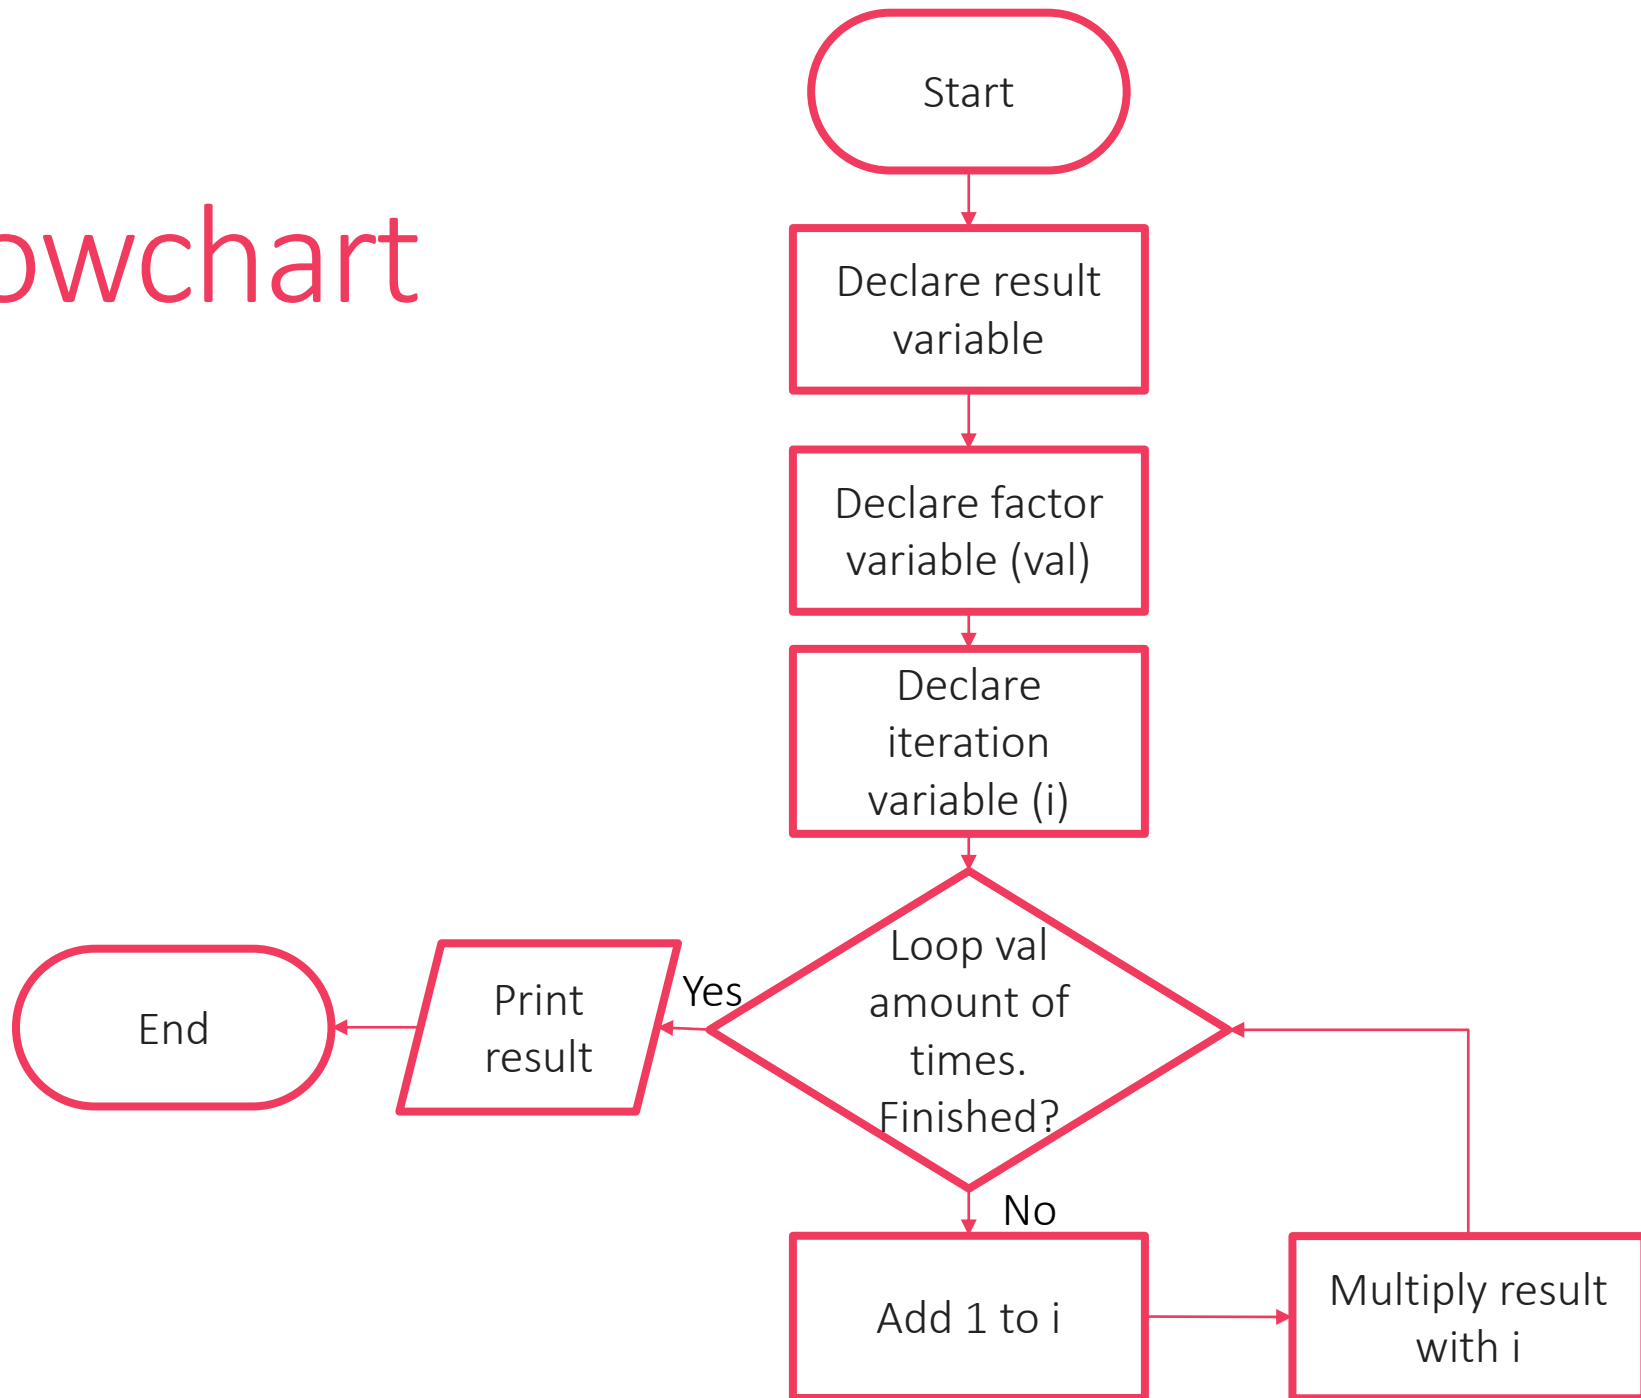 owchart
Start
Declare result
variable
Declare factor
variable (val)
Declare
iteration
variable (i)
Loop val
amount of
times.
Finished?
Yes
Print
result
End
No
Add 1 to i
Multiply result
with i